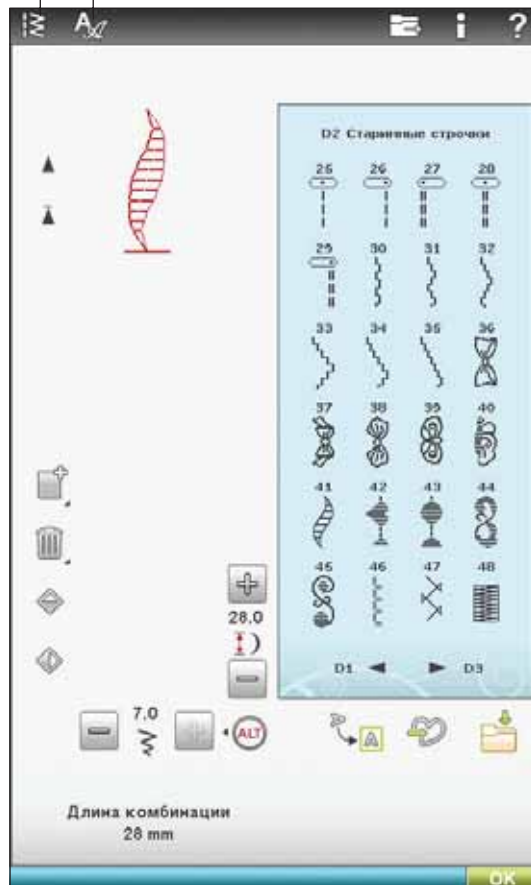 A
i ?
D2 Старинные строчки
25 26 27 28
29 30 31 32
33 34 35 36
37 38 39 40
41 42 43 44
45 46 47 48
28.0
D1 D3
7.0
ALT
A A
Длина комбинации
28 mm
OK